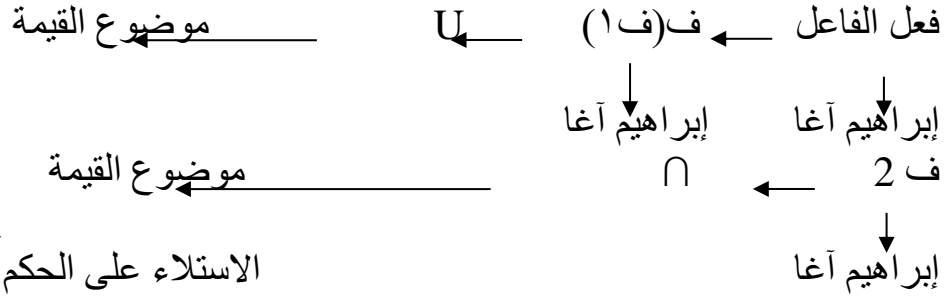 فعل الفاعل ← ف(ف١) ← U ← موضوع القيمة
↓ ↓
إبراهيم آغا إبراهيم آغا
ف 2 ← ∩ ← موضوع القيمة
↓
إبراهيم آغا الاستلاء على الحكم